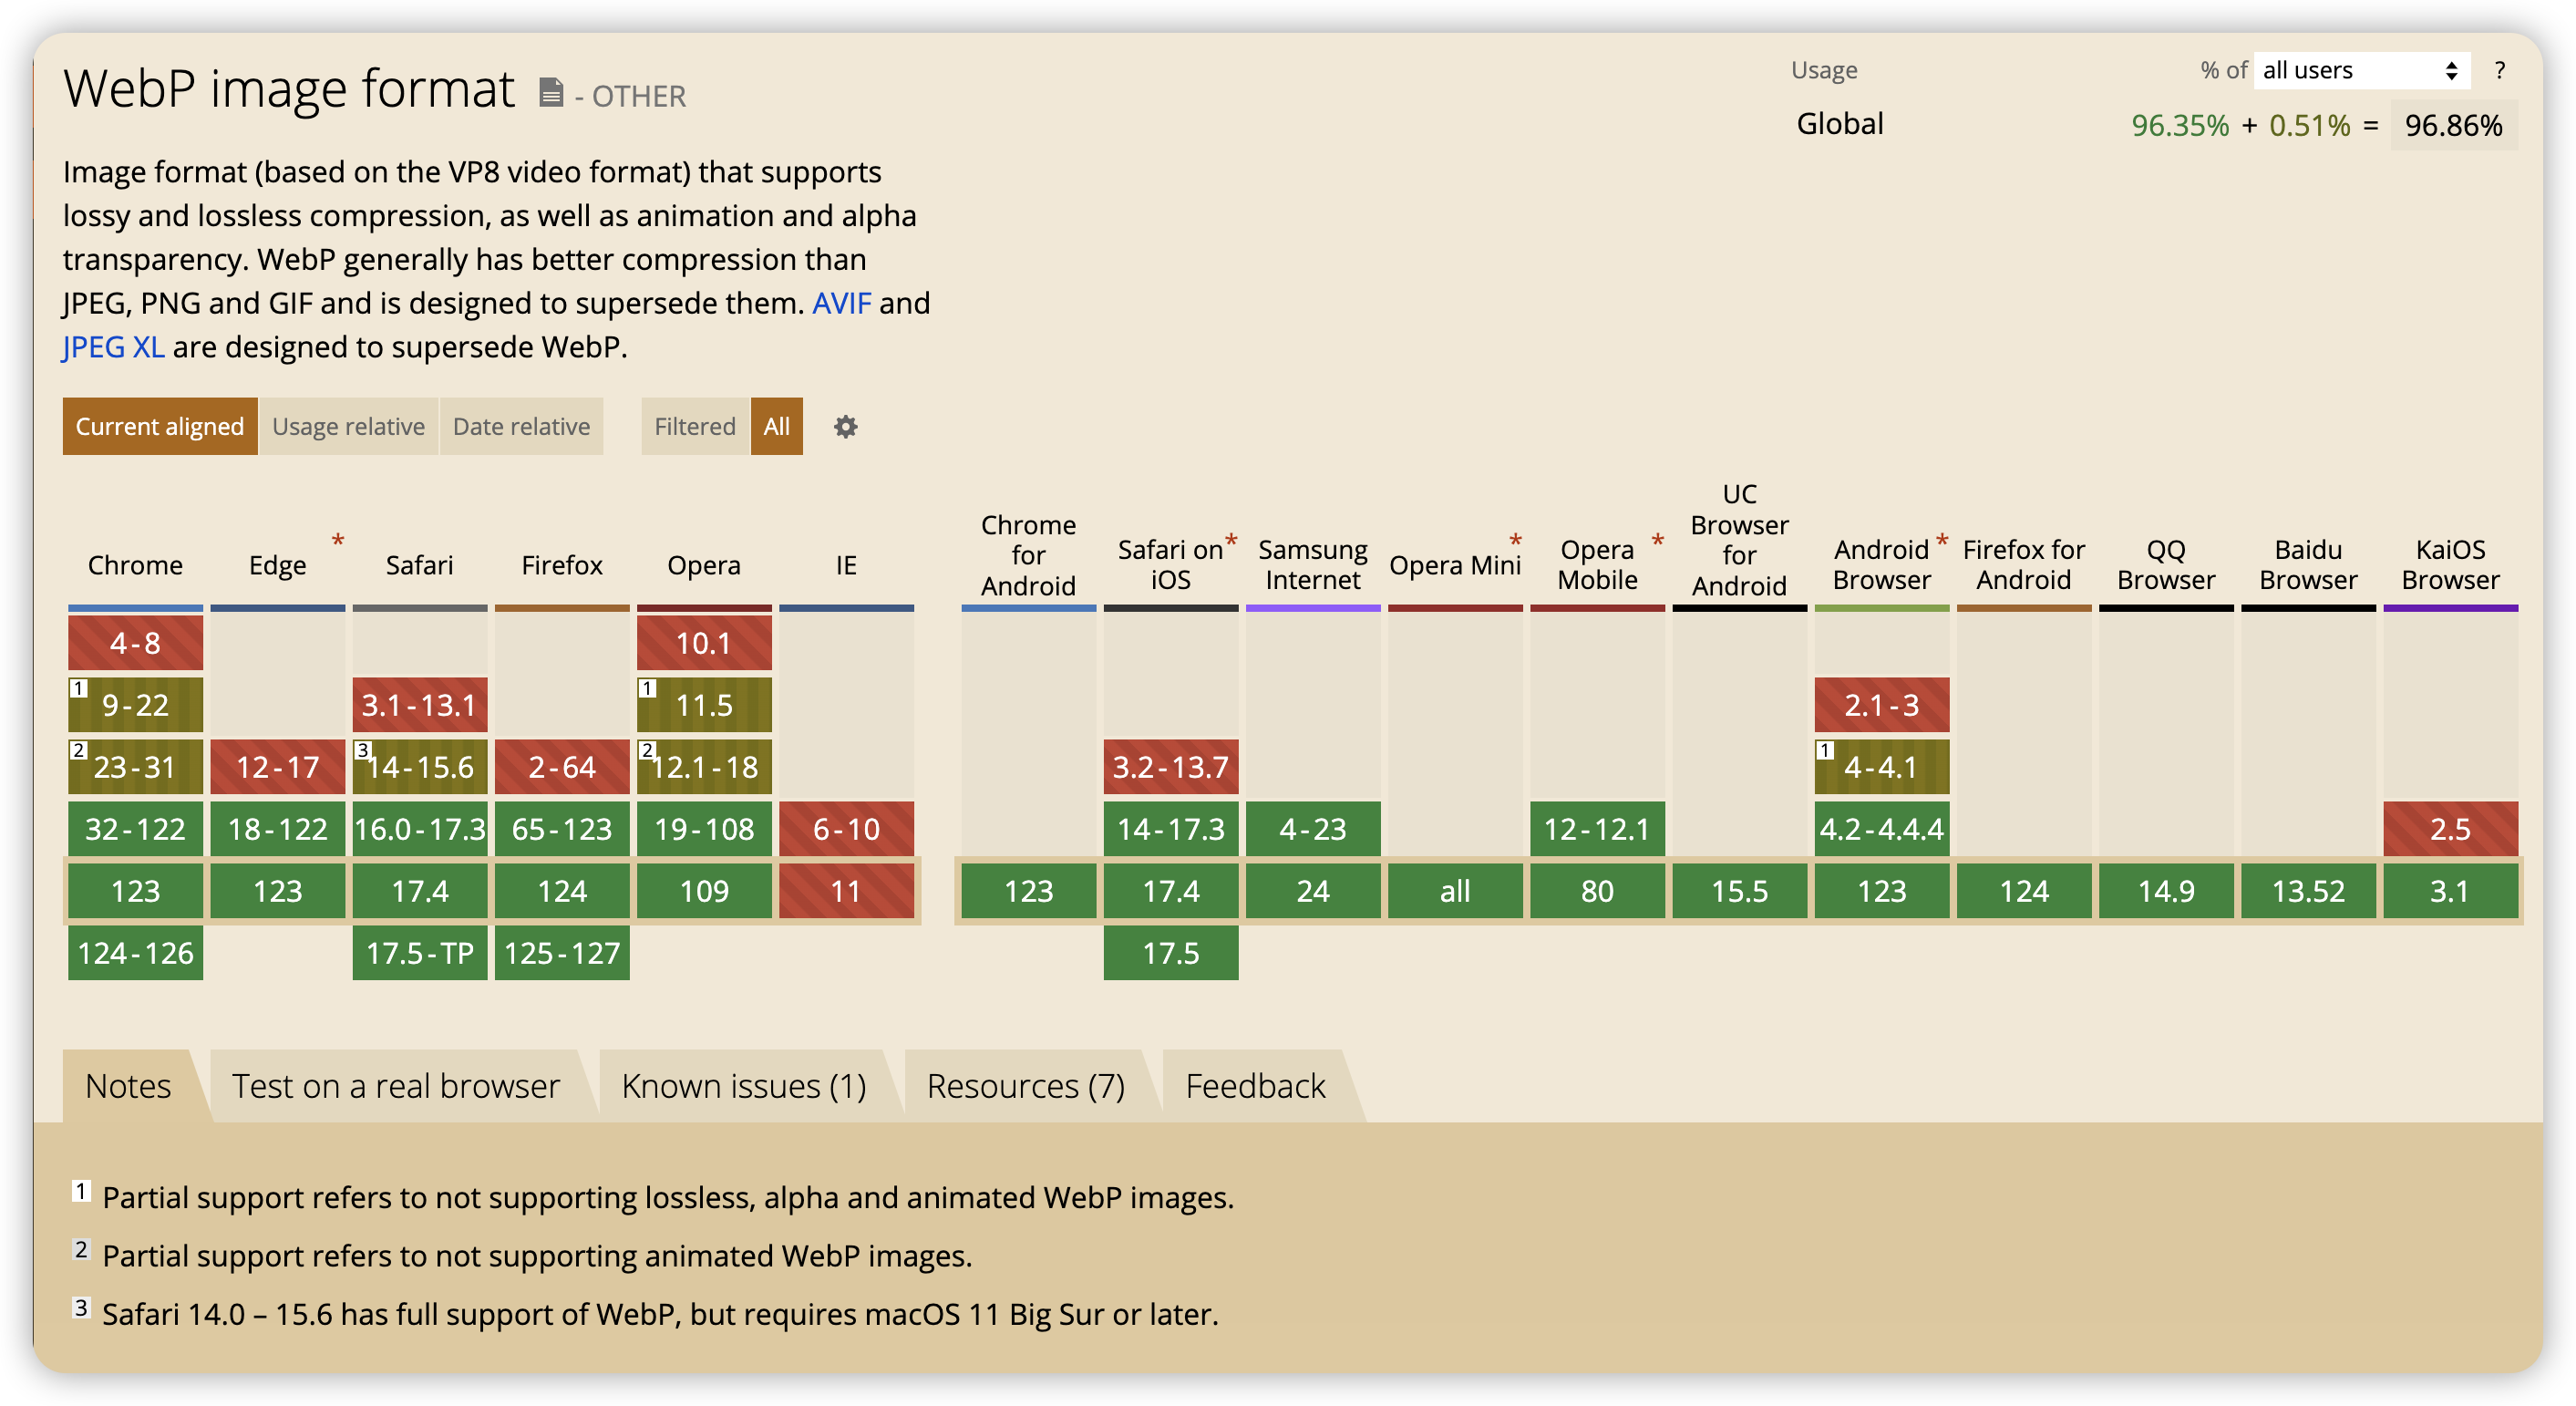 WebP image format - OTHER
Usage % of all users ?
Global 96.35% + 0.51% = 96.86%
Image format (based on the VP8 video format) that supports
lossy and lossless compression, as well as animation and alpha
transparency. WebP generally has better compression than
JPEG, PNG and GIF and is designed to supersede them. AVIF and
JPEG XL are designed to supersede WebP.
Current aligned Usage relative Date relative Filtered All
Chrome
Edge *
Safari
Firefox
Opera
IE
Chrome
for
Android
Safari on *
iOS
Samsung
Internet
Opera Mini *
Opera *
Mobile
UC
Browser
for
Android
Android *
Browser
Firefox for
Android
QQ
Browser
Baidu
Browser
KaiOS
Browser
4-8 10.1
1 9-22 3.1-13.1 1 11.5 2.1-3
2 23-31 12-17 3 14-15.6 2-64 2 12.1-18 3.2-13.7 1 4-4.1
32-122 18-122 16.0-17.3 65-123 19-108 6-10 14-17.3 4-23 12-12.1 4.2-4.4.4 2.5
123 123 17.4 124 109 11 123 17.4 24 all 80 15.5 123 124 14.9 13.52 3.1
124-126 17.5-TP 125-127 17.5
Notes Test on a real browser Known issues (1) Resources (7) Feedback
1 Partial support refers to not supporting lossless, alpha and animated WebP images.
2 Partial support refers to not supporting animated WebP images.
3 Safari 14.0 – 15.6 has full support of WebP, but requires macOS 11 Big Sur or later.